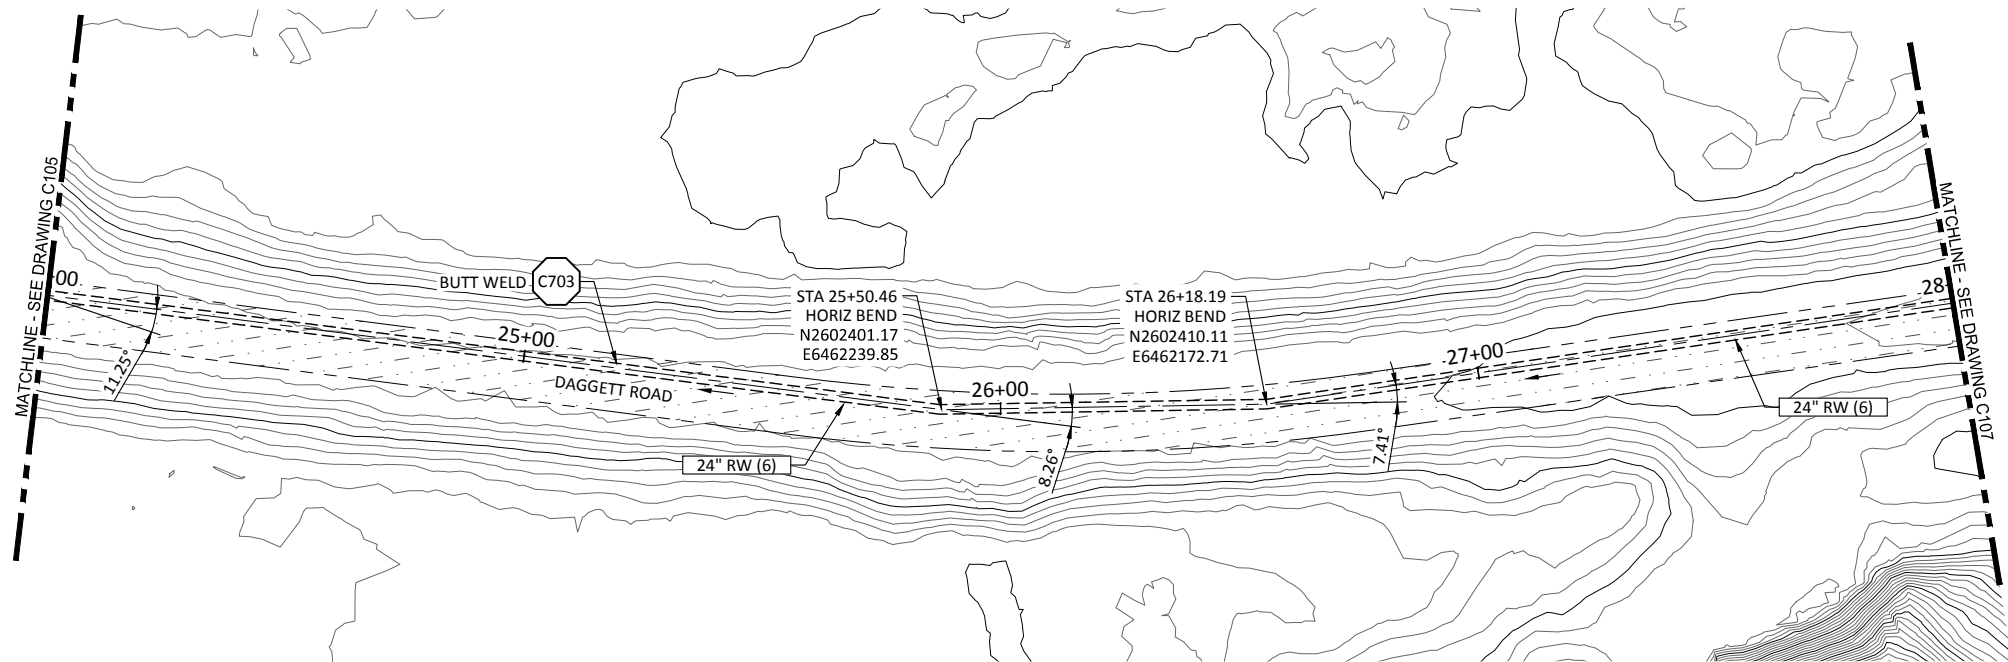 MATCHLINE - SEE DRAWING C105
00
11.25°
BUTT WELD
C703
25+00
DAGGETT ROAD
24" RW (6)
STA 25+50.46
HORIZ BEND
N2602401.17
E6462239.85
26+00
8.26°
STA 26+18.19
HORIZ BEND
N2602410.11
E6462172.71
7.41°
27+00
24" RW (6)
28
MATCHLINE - SEE DRAWING C107